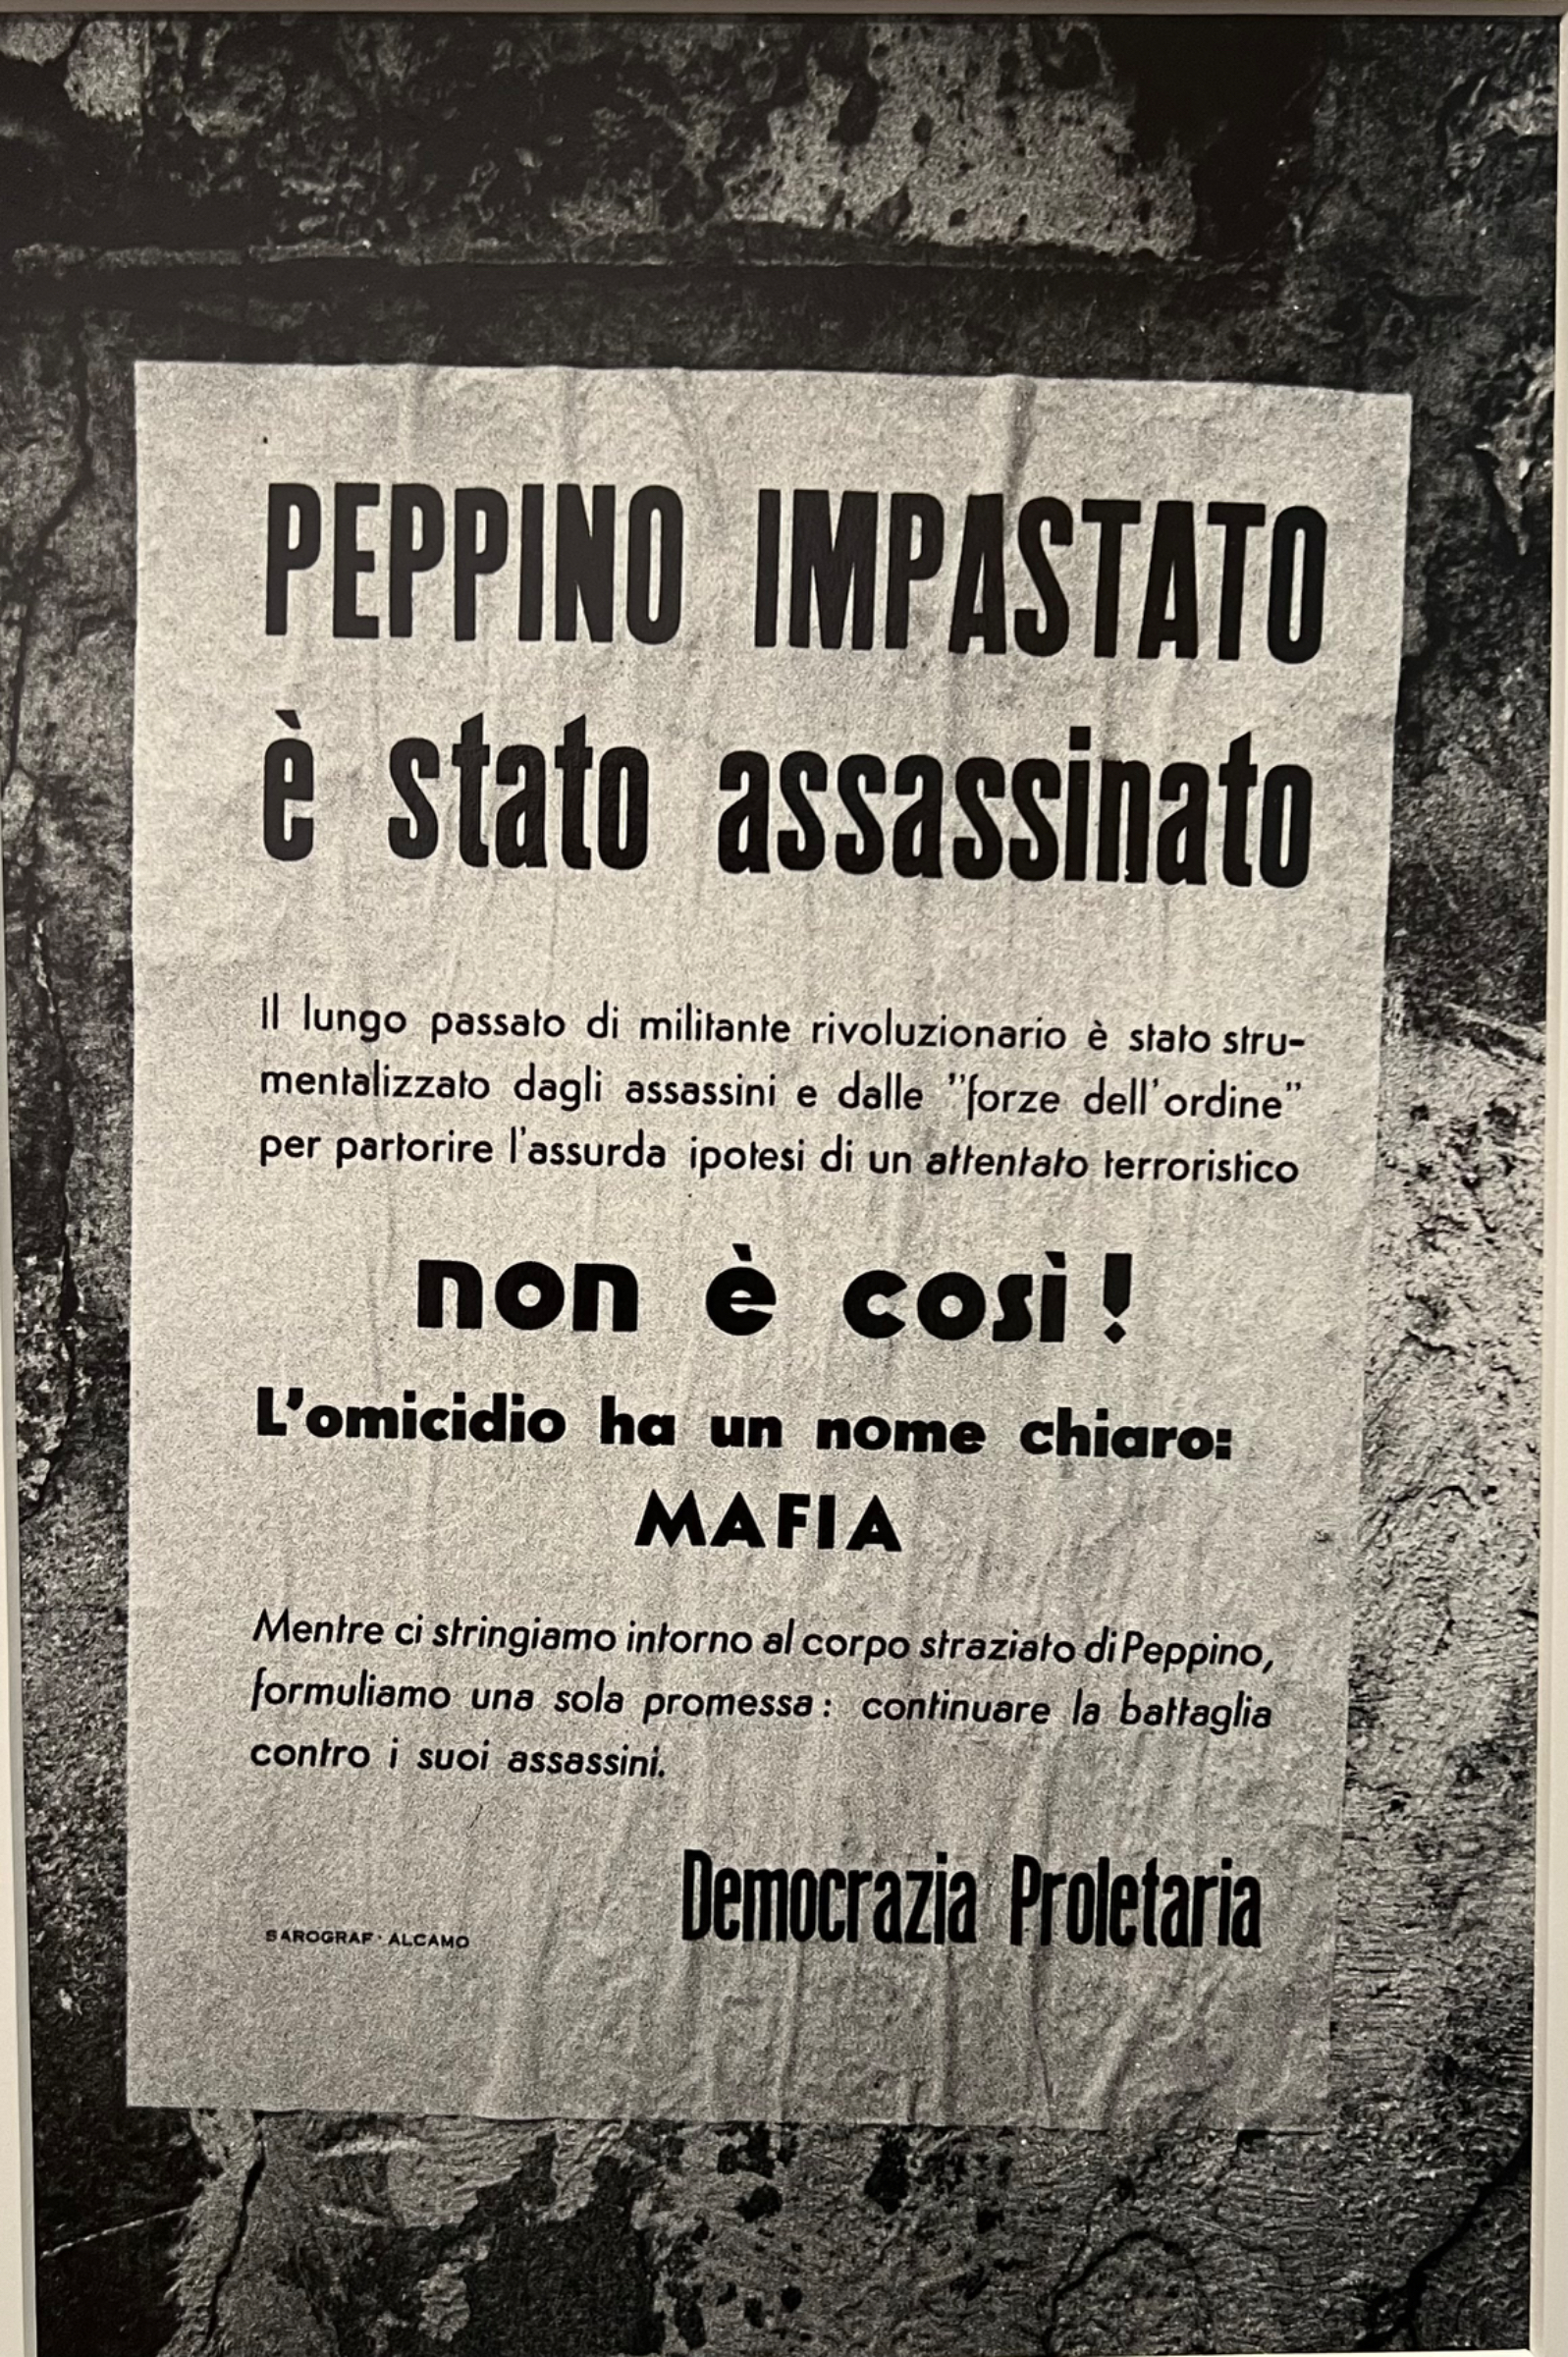 PEPPINO IMPASTATO
è stato assassinato
Il lungo passato di militante rivoluzionario è stato stru-
mentalizzato dagli assassini e dalle "forze dell'ordine"
per partorire l'assurda ipotesi di un attentato terroristico
non è così!
L'omicidio ha un nome chiaro:
MAFIA
Mentre ci stringiamo intorno al corpo straziato di Peppino,
formuliamo una sola promessa: continuare la battaglia
contro i suoi assassini.
Democrazia Proletaria
SAROGRAF · ALCAMO